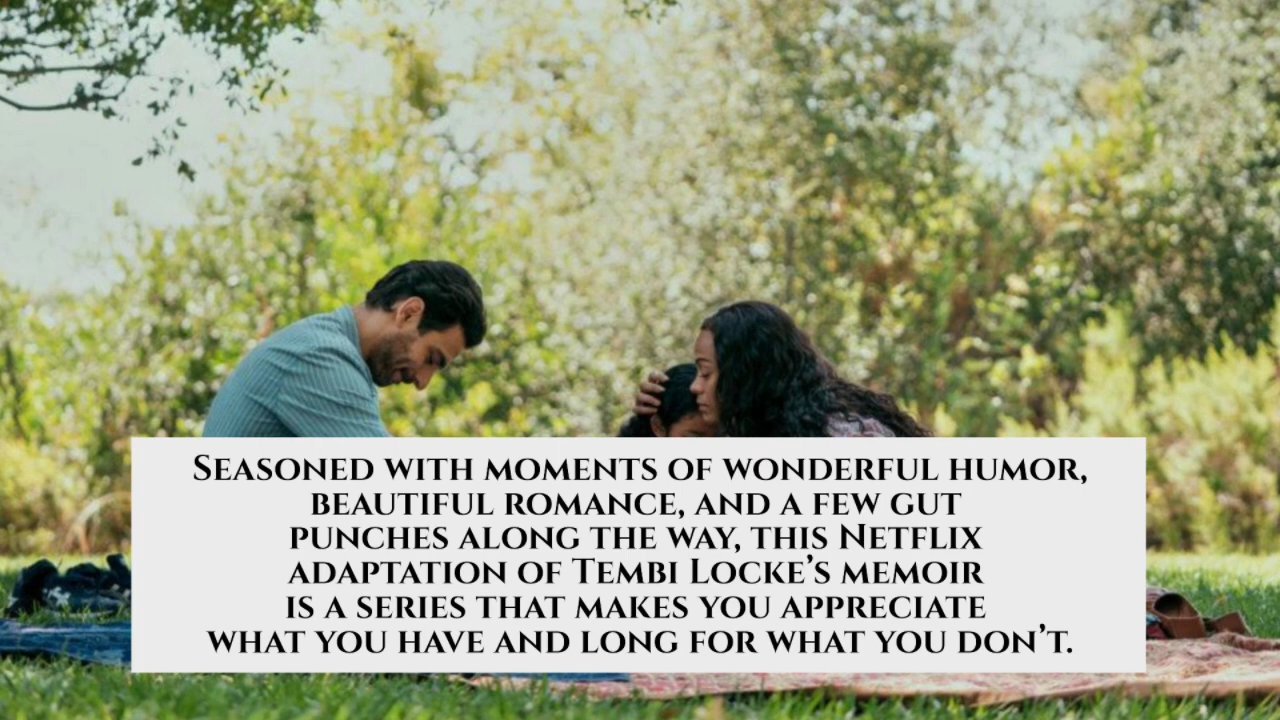 Seasoned with moments of wonderful humor,
beautiful romance, and a few gut
punches along the way, this Netflix
adaptation of Tembi Locke’s memoir
is a series that makes you appreciate
what you have and long for what you don’t.